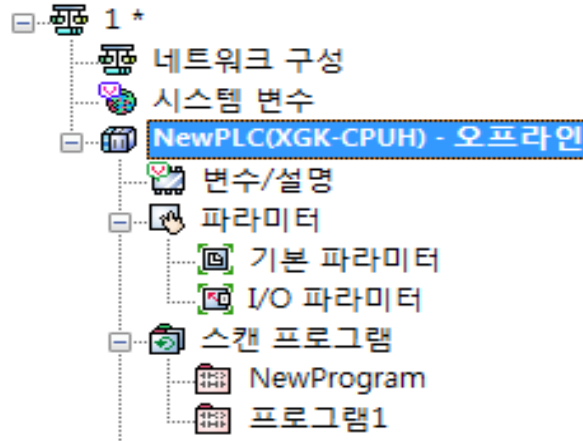 1 *
네트워크 구성
시스템 변수
NewPLC(XGK-CPUH) - 오프라인
변수/설명
파라미터
기본 파라미터
I/O 파라미터
스캔 프로그램
NewProgram
프로그램1